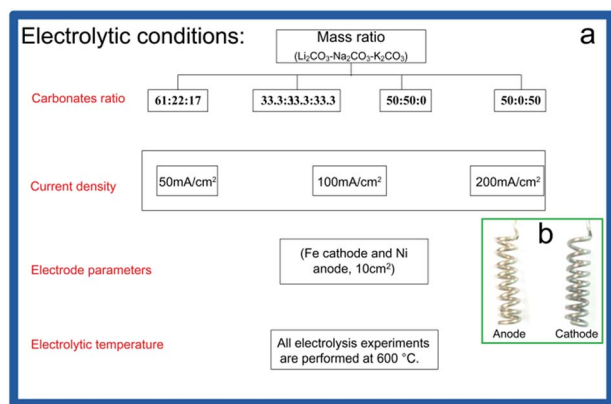 Electrolytic conditions:
Mass ratio
a
(Li₂CO₃-Na₂CO₃-K₂CO₃)
Carbonates ratio
61:22:17
33.3:33.3:33.3
50:50:0
50:0:50
Current density
50mA/cm²
100mA/cm²
200mA/cm²
Electrode parameters
(Fe cathode and Ni
anode, 10cm²)
b
Anode
Cathode
Electrolytic temperature
All electrolysis experiments
are performed at 600 °C.